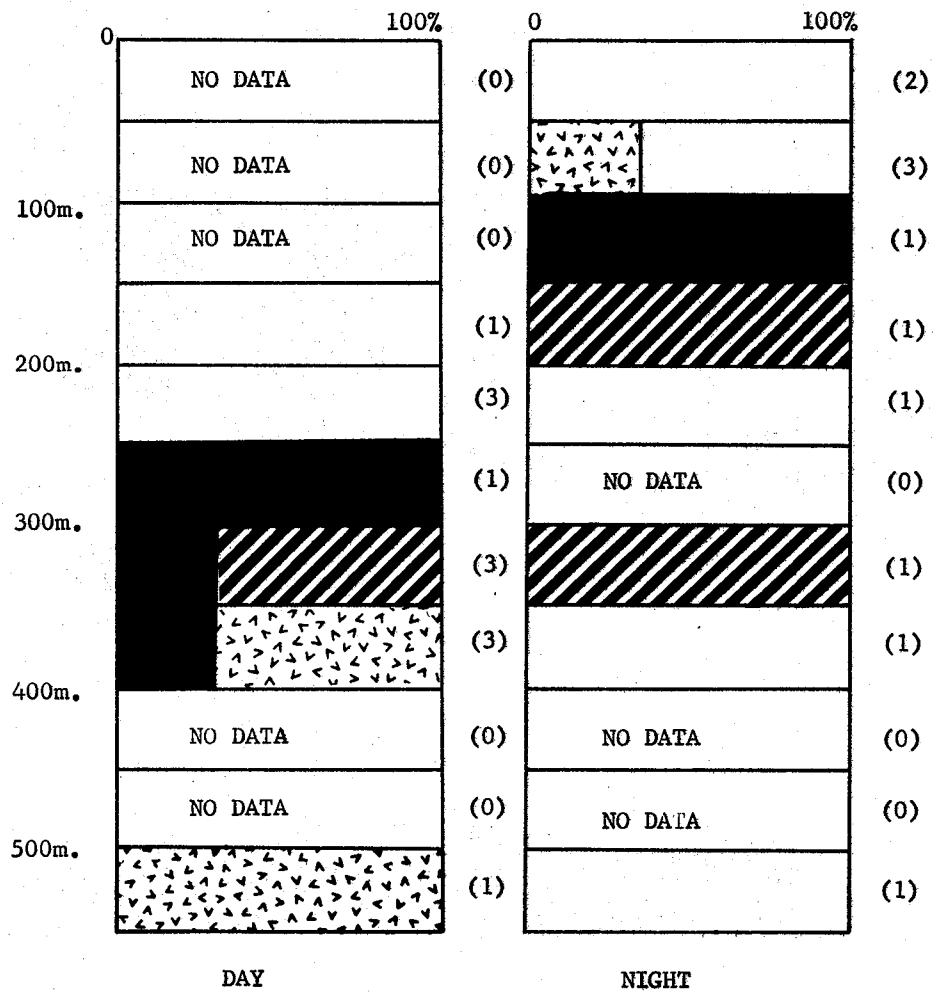 0 100% 0 100%
NO DATA (0) (2)
NO DATA (0) (3)
100m.
NO DATA (0) (1)
(1) (1)
200m.
(3) (1)
(1) NO DATA (0)
300m.
(3) (1)
(3) (1)
400m.
NO DATA (0) NO DATA (0)
NO DATA (0) NO DATA (0)
500m.
(1) (1)
DAY NIGHT